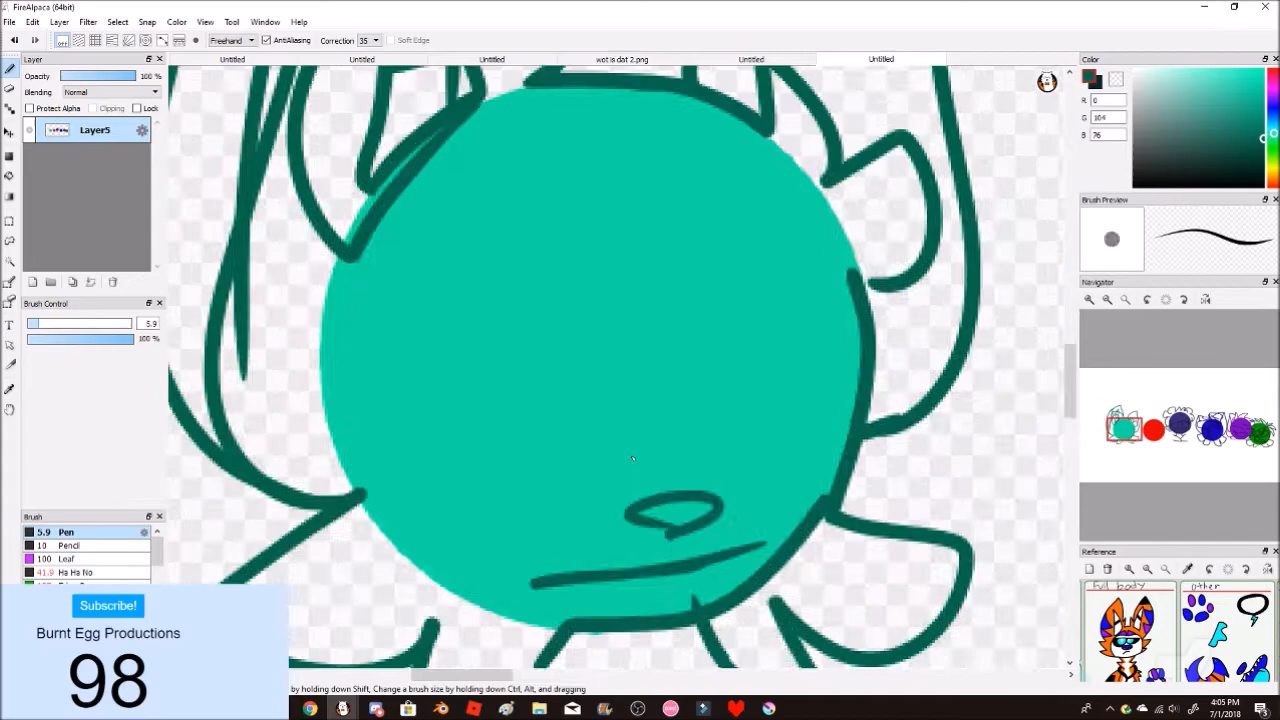 FireAlpaca (64bit)
File Edit Layer Filter Select Snap Color View Tool Window Help
Freehand AntiAliasing Correction 35 Soft Edge
Layer
Untitled Untitled Untitled wot is dat 2.png Untitled Untitled
Color
Opacity 100 %
Blending Normal
Protect Alpha Clipping Lock
Layer5
R 0
G 104
B 76
Brush Preview
Navigator
Brush Control
5.9
100 %
Brush
5.9 Pen
10 Pencil
100 Leaf
41.9 Ha Ha No
Reference
Full body other
Subscribe!
Burnt Egg Productions
98
by holding down Shift, Change a brush size by holding down Ctrl, Alt, and dragging
4:05 PM
7/1/2018